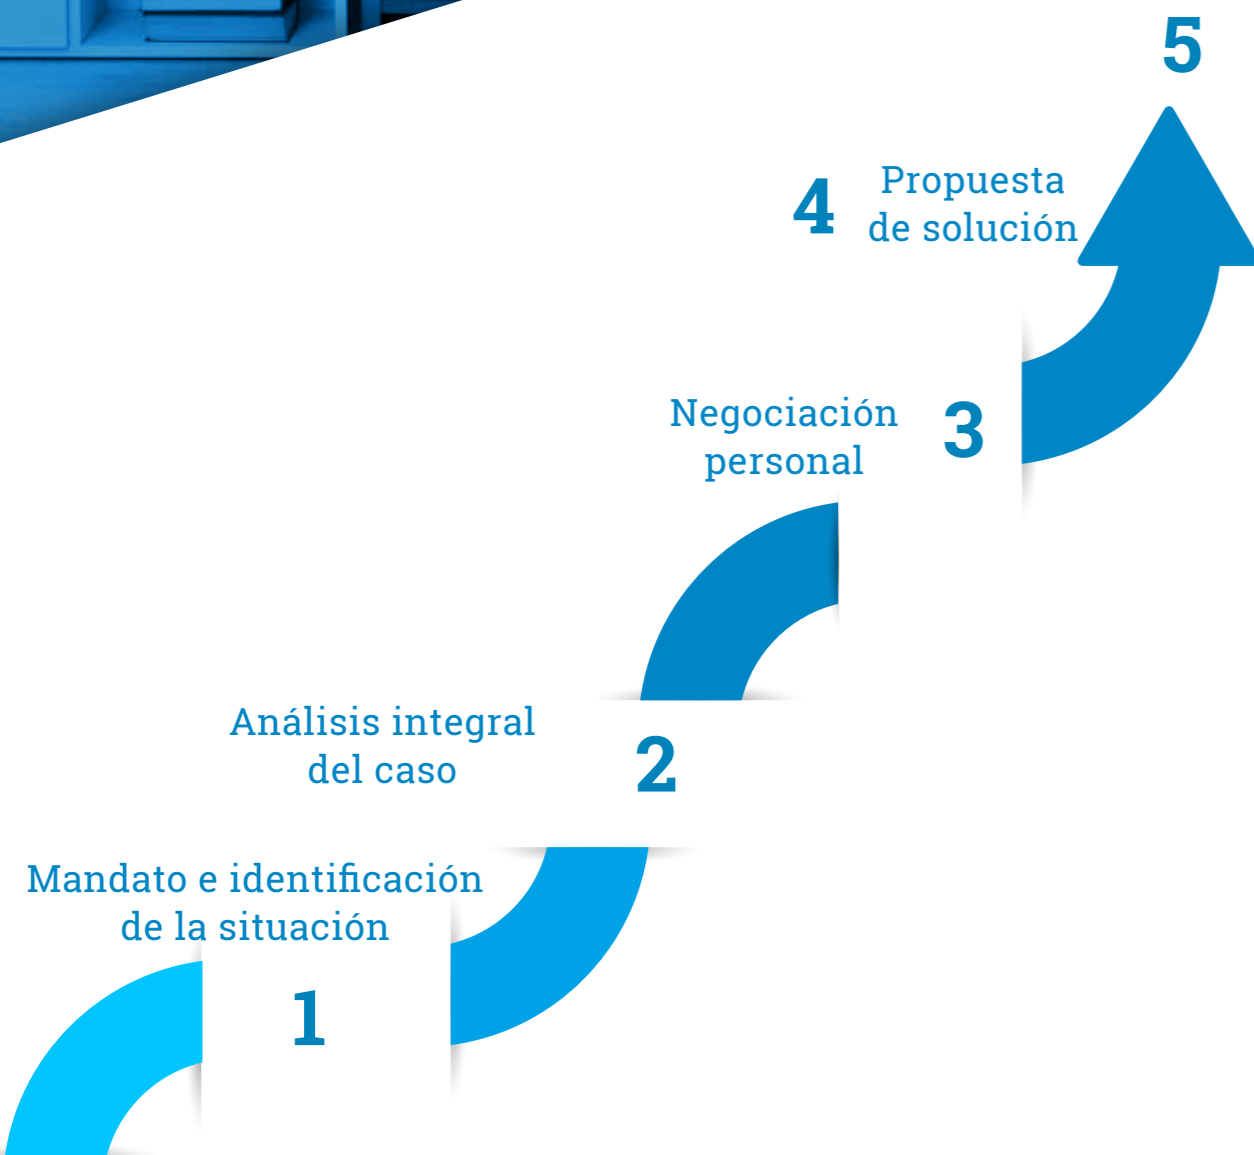 5
4
Propuesta
de solución
Negociación
personal
3
Análisis integral
del caso
2
Mandato e identificación
de la situación
1